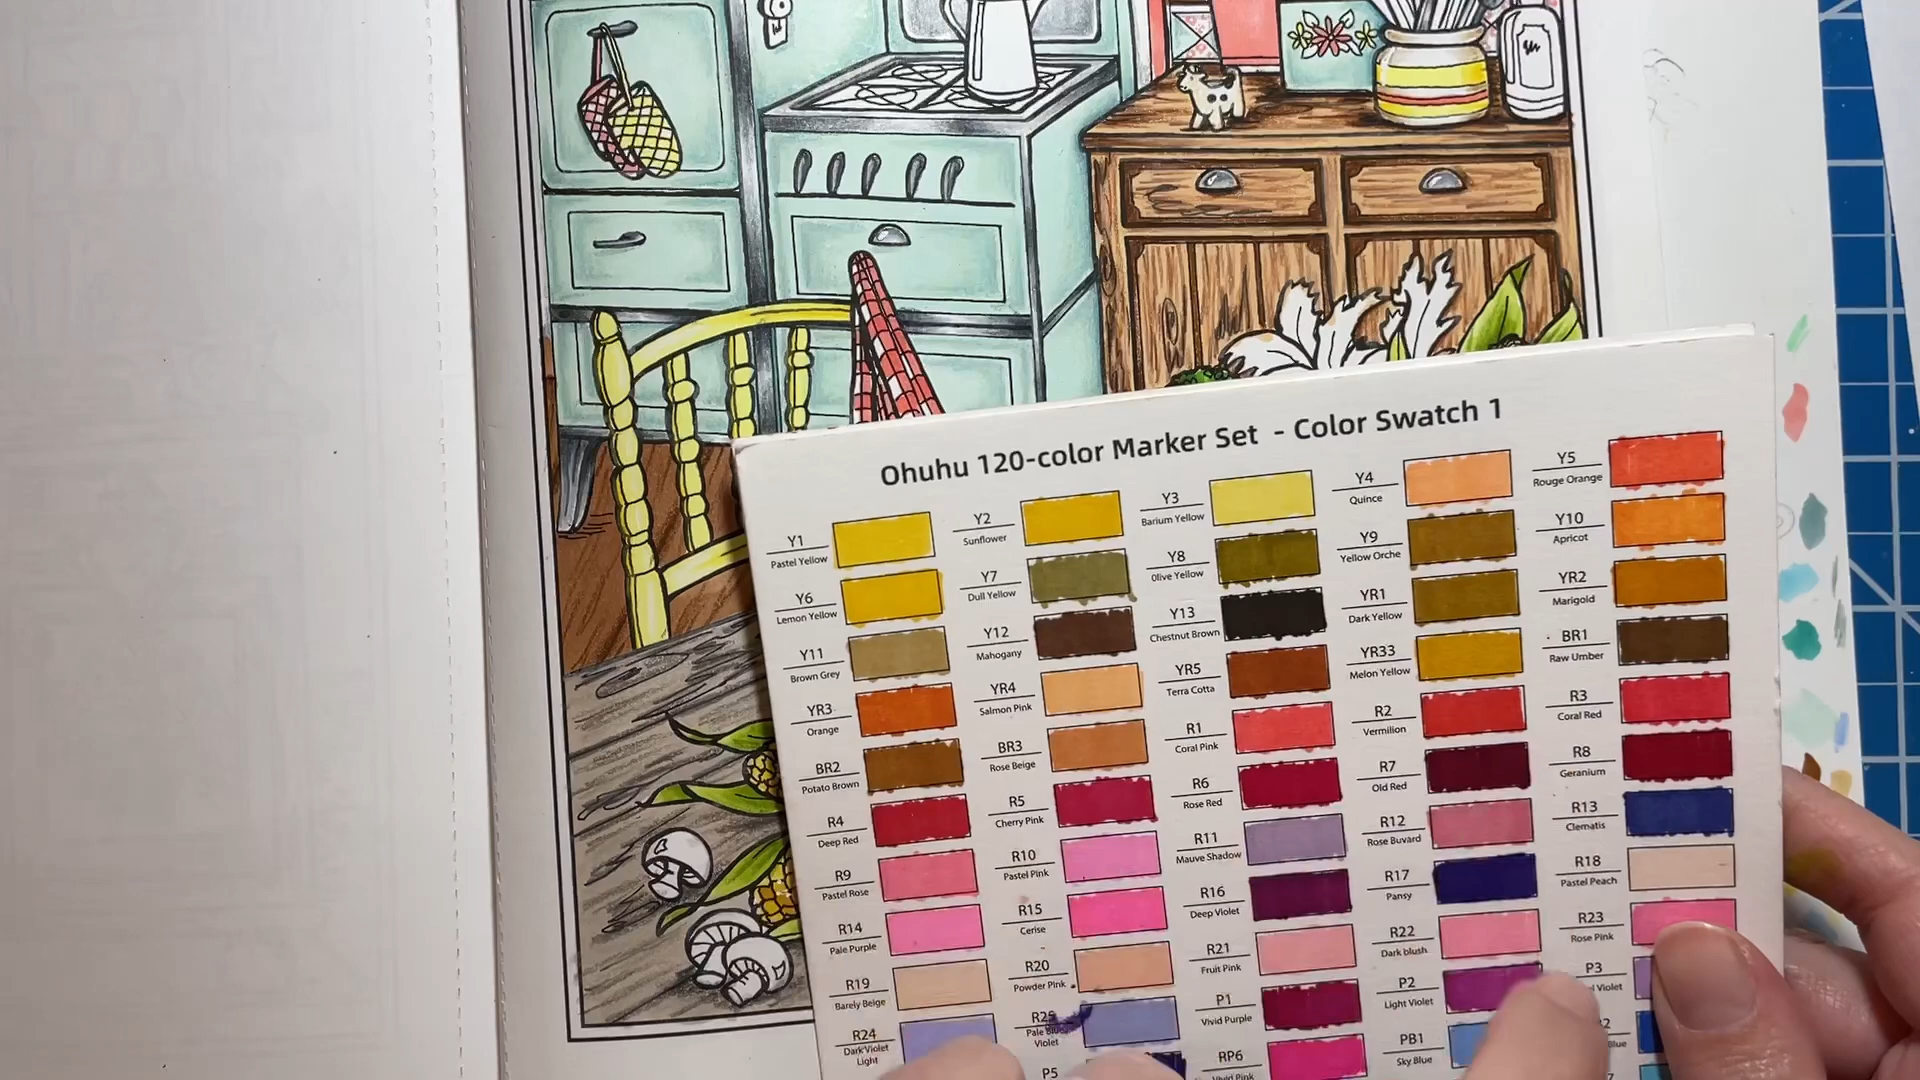 Ohuhu 120-color Marker Set - Color Swatch 1
Y1
Pastel Yellow
Y2
Sunflower
Y3
Barium Yellow
Y4
Quince
Y5
Rouge Orange
Y6
Lemon Yellow
Y7
Dull Yellow
Y8
Olive Yellow
Y9
Yellow Orche
Y10
Apricot
Y11
Brown Grey
Y12
Mahogany
Y13
Chestnut Brown
YR1
Dark Yellow
YR2
Marigold
YR3
Orange
YR4
Salmon Pink
YR5
Terra Cotta
YR33
Melon Yellow
BR1
Raw Umber
BR2
Potato Brown
BR3
Rose Beige
R1
Coral Pink
R2
Vermilion
R3
Coral Red
R4
Deep Red
R5
Cherry Pink
R6
Rose Red
R7
Old Red
R8
Geranium
R9
Pastel Rose
R10
Pastel Pink
R11
Mauve Shadow
R12
Rose Buvard
R13
Clematis
R14
Pale Purple
R15
Cerise
R16
Deep Violet
R17
Pansy
R18
Pastel Peach
R19
Barely Beige
R20
Powder Pink
R21
Fruit Pink
R22
Dark blush
R23
Rose Pink
R24
Dark Violet
Light
R25
Pale Blue
Violet
P1
Vivid Purple
P2
Light Violet
P3
Violet
P5
RP6
Vivid Pink
PB1
Sky Blue
Blue